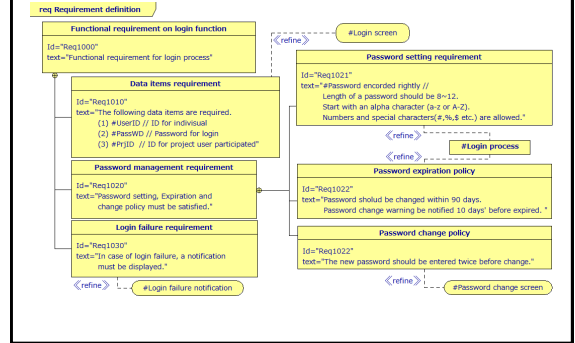 req Requirement definition
Functional requirement on login function
Id="Req1000"
text="Functional requirement for login process"
≪refine≫
#Login screen
Data items requirement
Id="Req1010"
text="The following data items are required.
(1) #UserID // ID for indivisual
(2) #PassWD // Password for login
(3) #PrjID // ID for project user participated"
Password setting requirement
Id="Req1021"
text="#Password encorded rightly //
Length of a password should be 8~12.
Start with an alpha character (a-z or A-Z).
Numbers and special characters(#,%,$ etc.) are allowed."
≪refine≫
#Login process
≪refine≫
Password management requirement
Id="Req1020"
text="Password setting, Expiration and
change policy must be satisfied."
Password expiration policy
Id="Req1022"
text="Password sholud be changed within 90 days.
Password change warning be notified 10 days' before expired. "
Login failure requirement
Id="Req1030"
text="In case of login failure, a notification
must be displayed."
≪refine≫
#Login failure notification
Password change policy
Id="Req1022"
text="The new password should be entered twice before change."
≪refine≫
#Password change screen